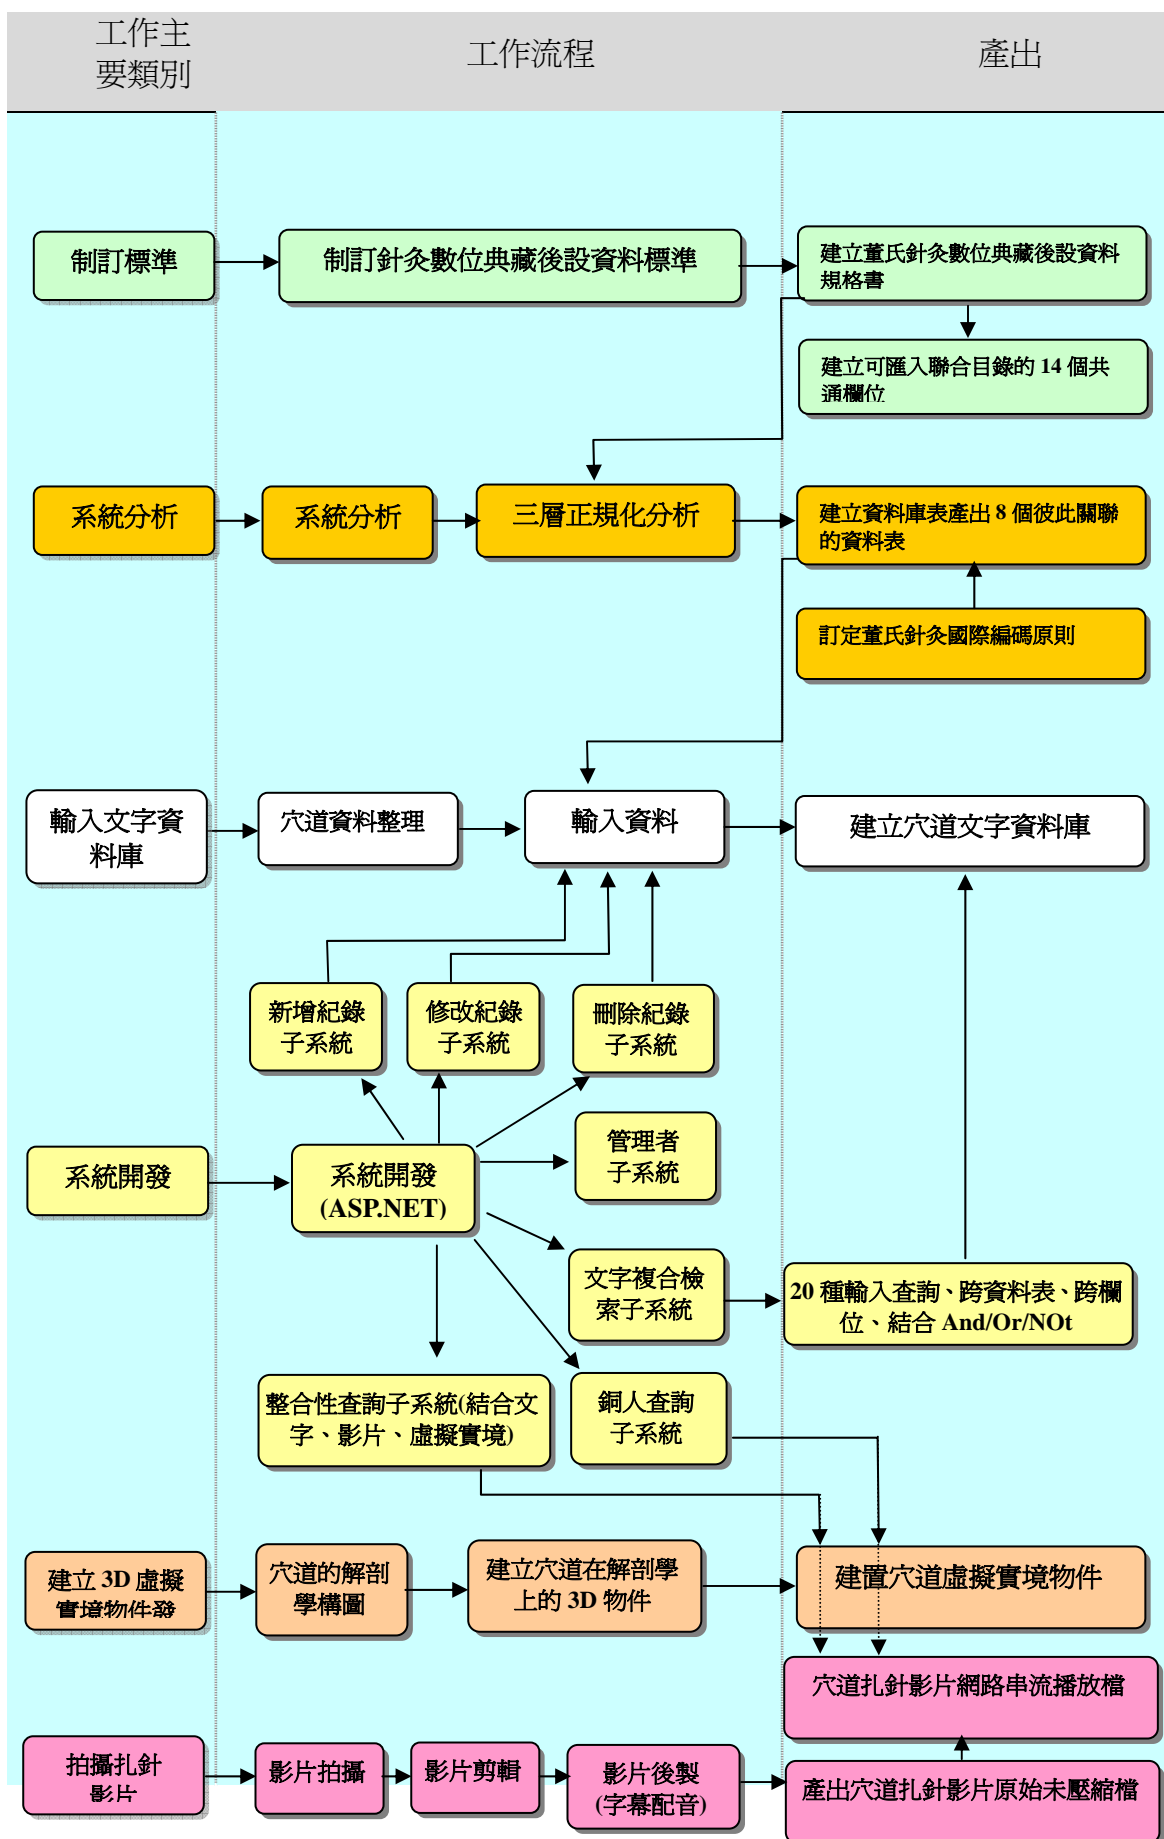 工作主
要類別
工作流程
產出
制訂標準
制訂針灸數位典藏後設資料標準
建立董氏針灸數位典藏後設資料
規格書
建立可匯入聯合目錄的 14 個共
通欄位
系統分析
系統分析
三層正規化分析
建立資料庫表產出 8 個彼此關聯
的資料表
訂定董氏針灸國際編碼原則
輸入文字資
料庫
穴道資料整理
輸入資料
建立穴道文字資料庫
新增紀錄
子系統
修改紀錄
子系統
刪除紀錄
子系統
系統開發
系統開發
(ASP.NET)
管理者
子系統
文字複合檢
索子系統
20 種輸入查詢、跨資料表、跨欄
位、結合 And/Or/NOt
整合性查詢子系統(結合文
字、影片、虛擬實境)
銅人查詢
子系統
建立 3D 虛擬
實境物件發
穴道的解剖
學構圖
建立穴道在解剖學
上的 3D 物件
建置穴道虛擬實境物件
穴道扎針影片網路串流播放檔
拍攝扎針
影片
影片拍攝
影片剪輯
影片後製
(字幕配音)
產出穴道扎針影片原始未壓縮檔